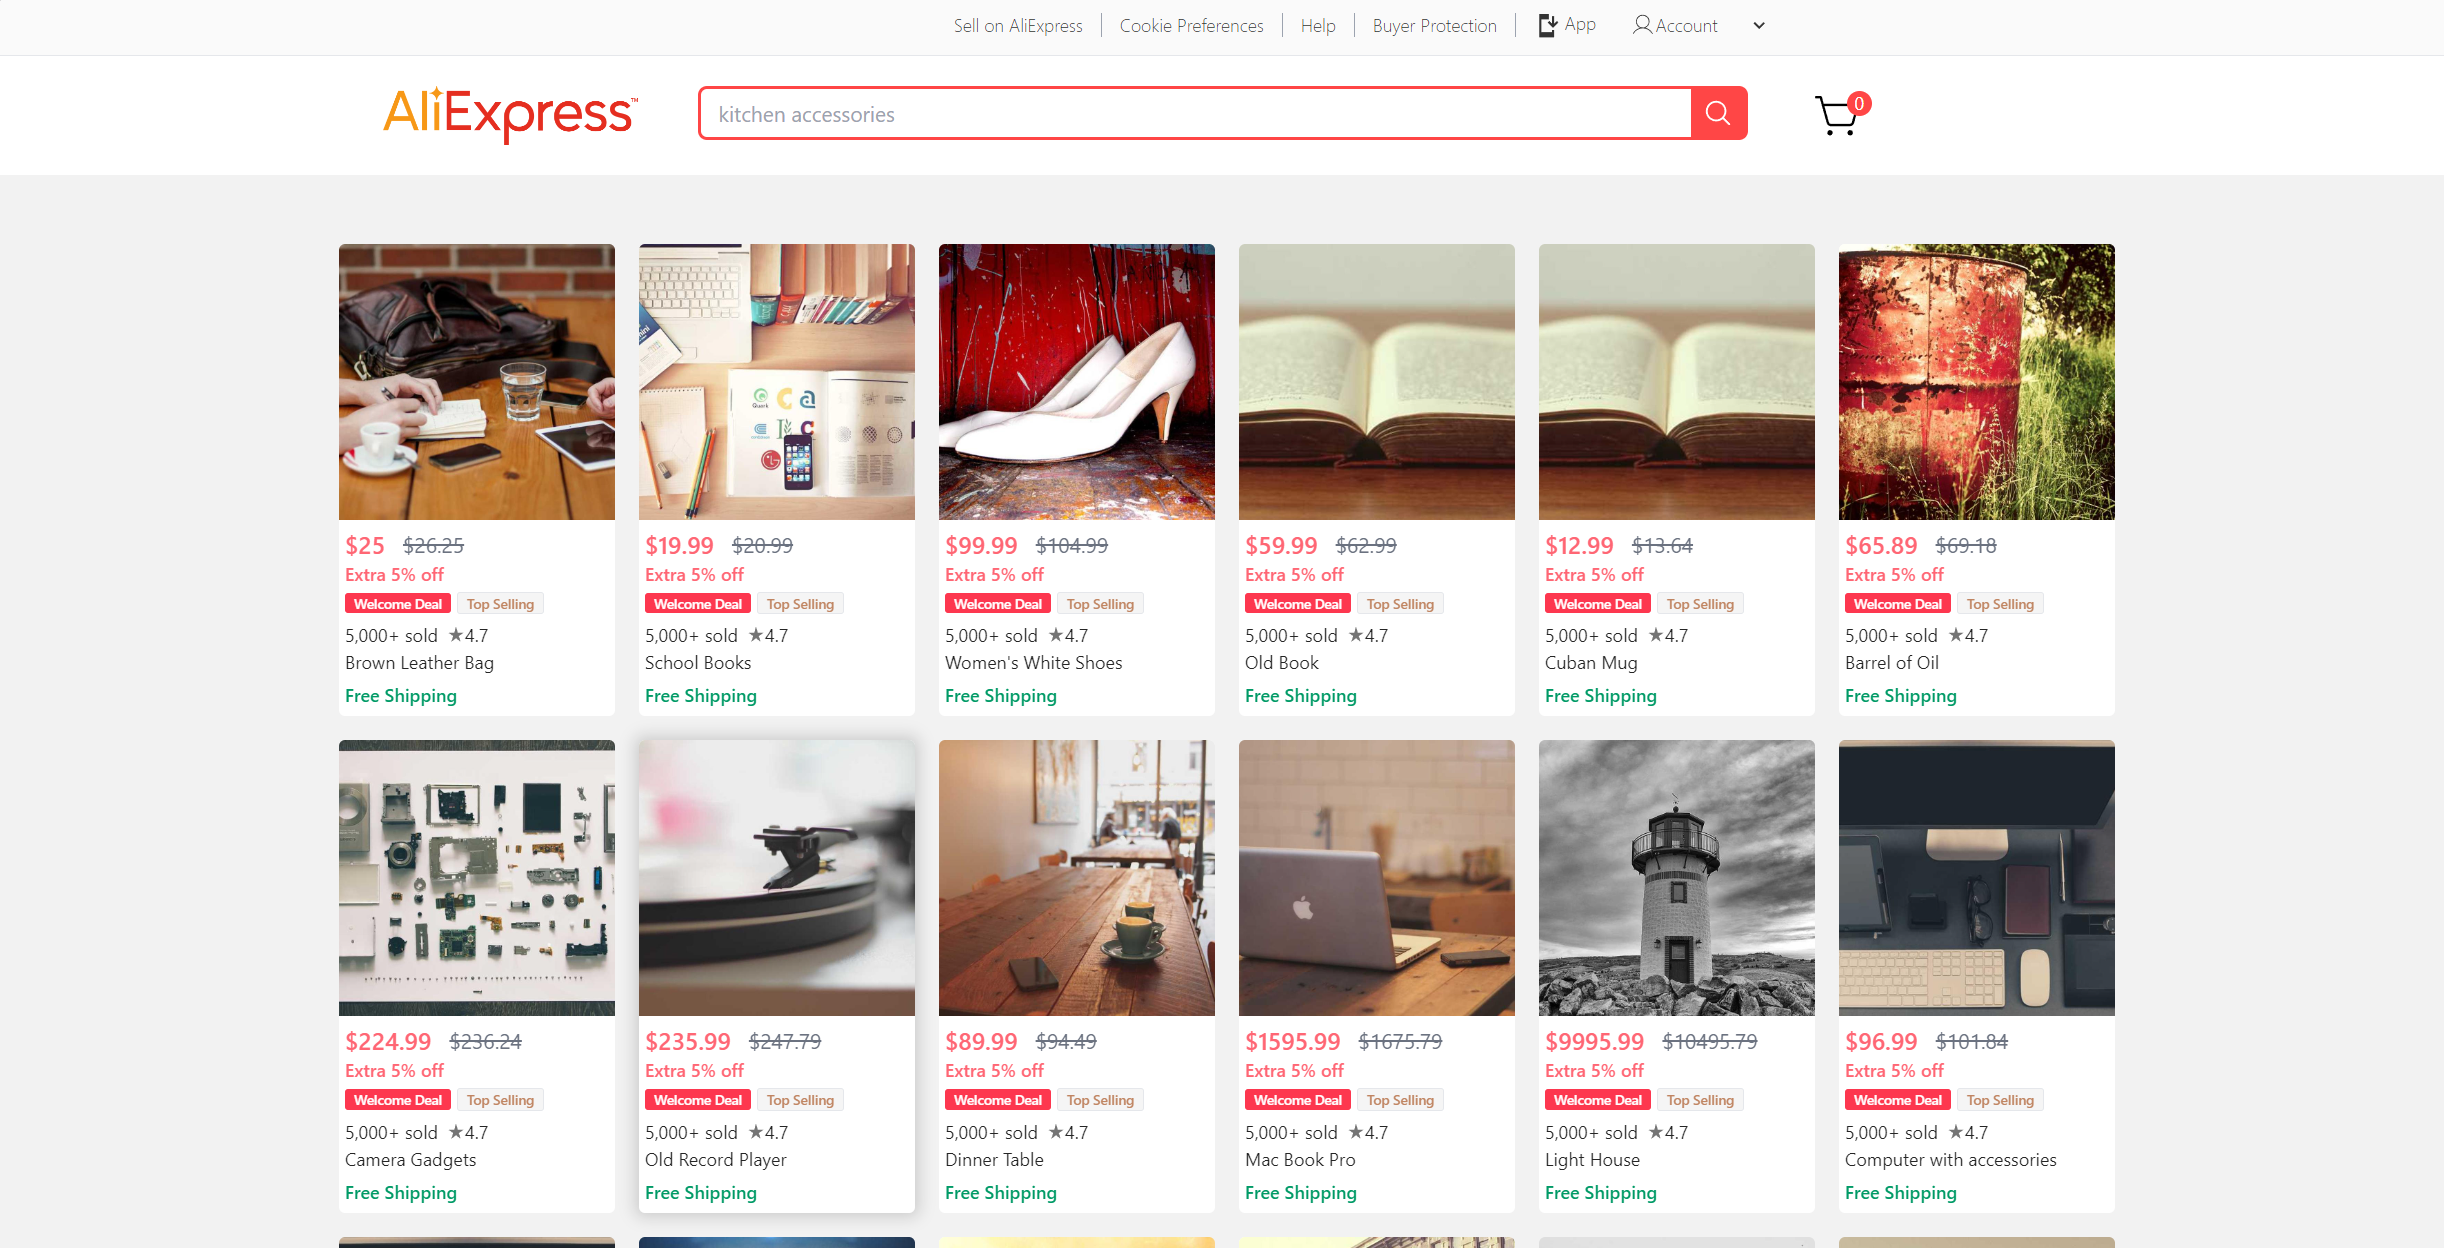 Sell on AliExpress
Cookie Preferences
Help
Buyer Protection
App
Account
AliExpress™
kitchen accessories
0
$25 $26.25
Extra 5% off
Welcome Deal Top Selling
5,000+ sold ★4.7
Brown Leather Bag
Free Shipping
$19.99 $20.99
Extra 5% off
Welcome Deal Top Selling
5,000+ sold ★4.7
School Books
Free Shipping
$99.99 $104.99
Extra 5% off
Welcome Deal Top Selling
5,000+ sold ★4.7
Women's White Shoes
Free Shipping
$59.99 $62.99
Extra 5% off
Welcome Deal Top Selling
5,000+ sold ★4.7
Old Book
Free Shipping
$12.99 $13.64
Extra 5% off
Welcome Deal Top Selling
5,000+ sold ★4.7
Cuban Mug
Free Shipping
$65.89 $69.18
Extra 5% off
Welcome Deal Top Selling
5,000+ sold ★4.7
Barrel of Oil
Free Shipping
$224.99 $236.24
Extra 5% off
Welcome Deal Top Selling
5,000+ sold ★4.7
Camera Gadgets
Free Shipping
$235.99 $247.79
Extra 5% off
Welcome Deal Top Selling
5,000+ sold ★4.7
Old Record Player
Free Shipping
$89.99 $94.49
Extra 5% off
Welcome Deal Top Selling
5,000+ sold ★4.7
Dinner Table
Free Shipping
$1595.99 $1675.79
Extra 5% off
Welcome Deal Top Selling
5,000+ sold ★4.7
Mac Book Pro
Free Shipping
$9995.99 $10495.79
Extra 5% off
Welcome Deal Top Selling
5,000+ sold ★4.7
Light House
Free Shipping
$96.99 $101.84
Extra 5% off
Welcome Deal Top Selling
5,000+ sold ★4.7
Computer with accessories
Free Shipping